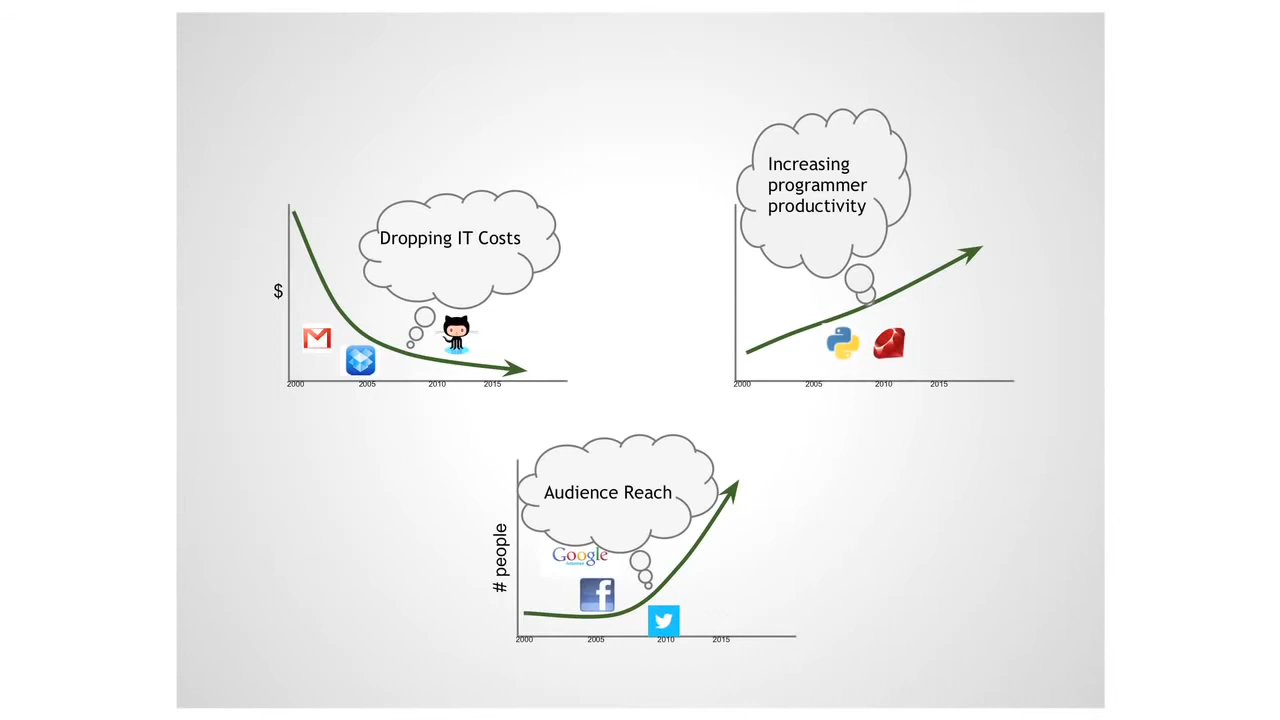 Dropping IT Costs
$
2000 2005 2010 2015
Increasing
programmer
productivity
2000 2005 2010 2015
Audience Reach
# people
Google
2000 2005 2010 2015